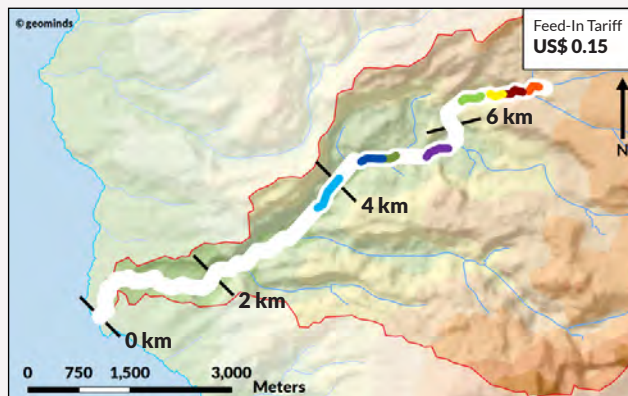 © geominds
Feed-In Tariff
US$ 0.15
6 km
N
4 km
2 km
0 km
0 750 1,500 3,000
Meters